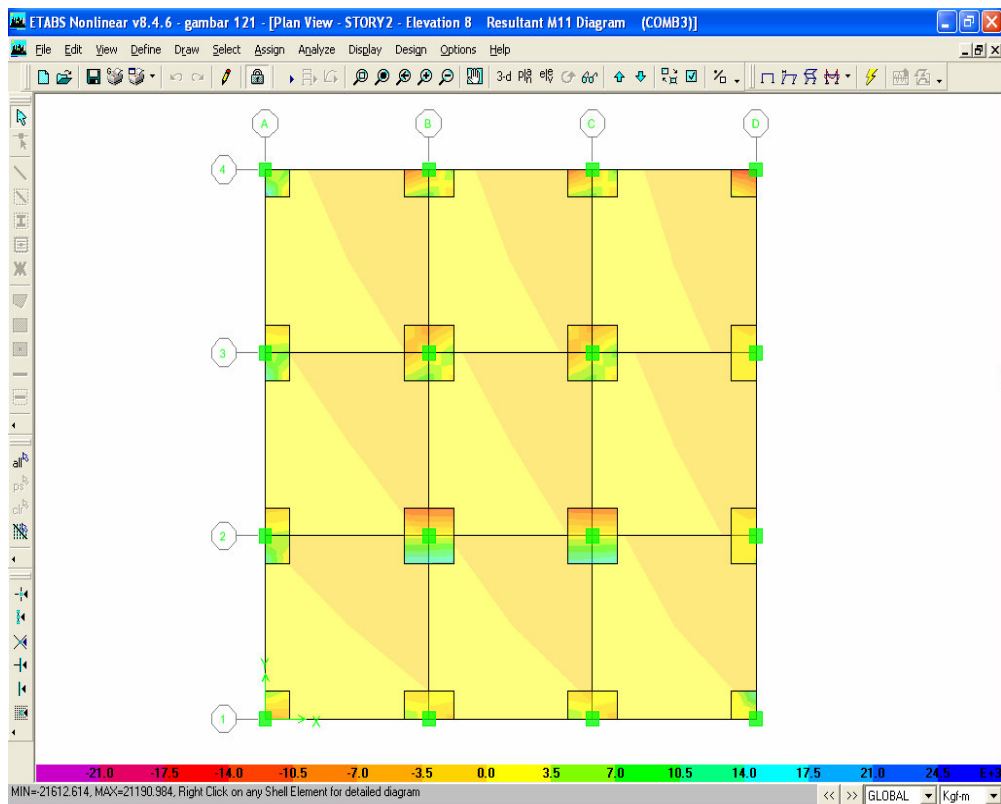 ETABS Nonlinear v8.4.6 - gambar 121 - [Plan View - STORY2 - Elevation 8 Resultant M11 Diagram (COMB3)]
File Edit View Define Draw Select Assign Analyze Display Design Options Help
3-d
A B C D
4
3
all
ps
clr
2
Y
X
1
-21.0 -17.5 -14.0 -10.5 -7.0 -3.5 0.0 3.5 7.0 10.5 14.0 17.5 21.0 24.5 E+3
MIN=-21612.614, MAX=21190.984, Right Click on any Shell Element for detailed diagram
<< >> GLOBAL Kgf-m